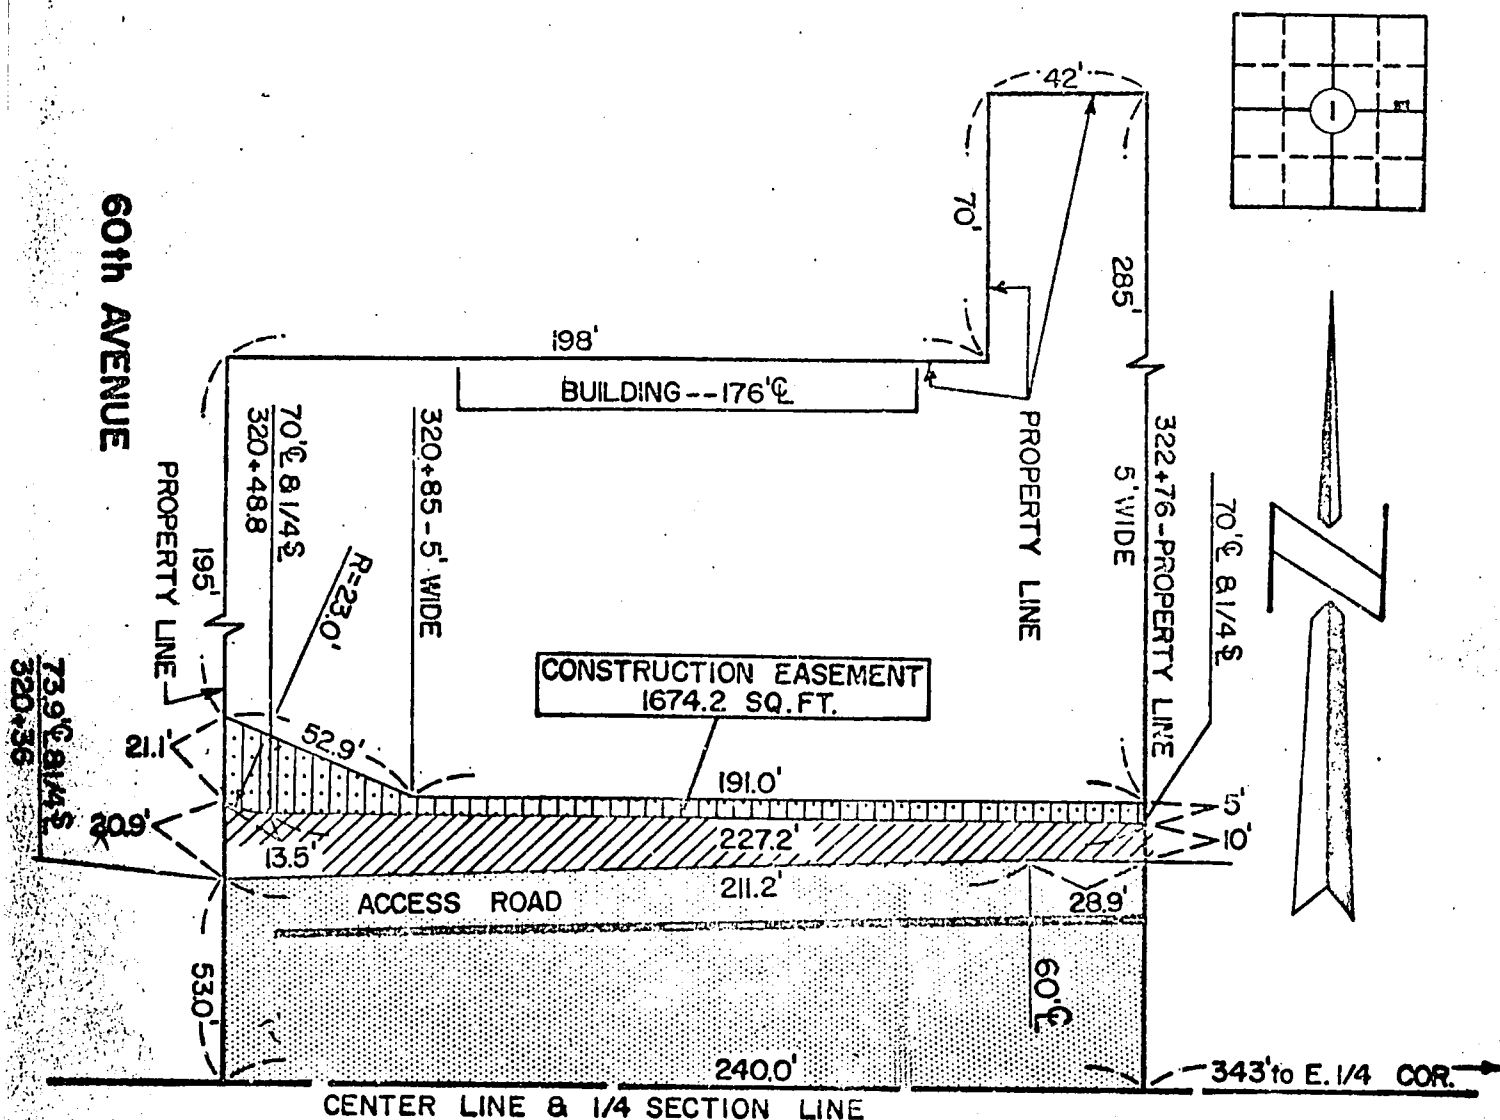 42'
1
70'
285'
60th AVENUE
198'
BUILDING--176'℄
PROPERTY LINE
195'
70'℄ & 1/4 S
320+48.8
R=23.0'
320+85-5' WIDE
PROPERTY LINE
5' WIDE
322+76-PROPERTY LINE
70'℄ & 1/4 S
N
CONSTRUCTION EASEMENT
1674.2 SQ.FT.
73.9'℄ & 1/4 S
320+36
21.1'
52.9'
191.0'
5'
20.9'
13.5'
227.2'
10'
211.2'
28.9'
ACCESS ROAD
53.0'
60'℄
240.0'
343' to E. 1/4 COR.
CENTER LINE & 1/4 SECTION LINE